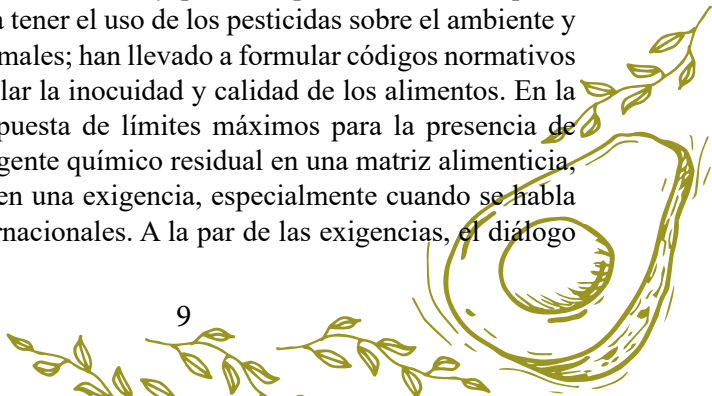 tener el uso de los pesticidas sobre el ambiente y
males; han llevado a formular códigos normativos
lar la inocuidad y calidad de los alimentos. En la
puesta de límites máximos para la presencia de
gente químico residual en una matriz alimenticia,
en una exigencia, especialmente cuando se habla
rnacionales. A la par de las exigencias, el diálogo
9